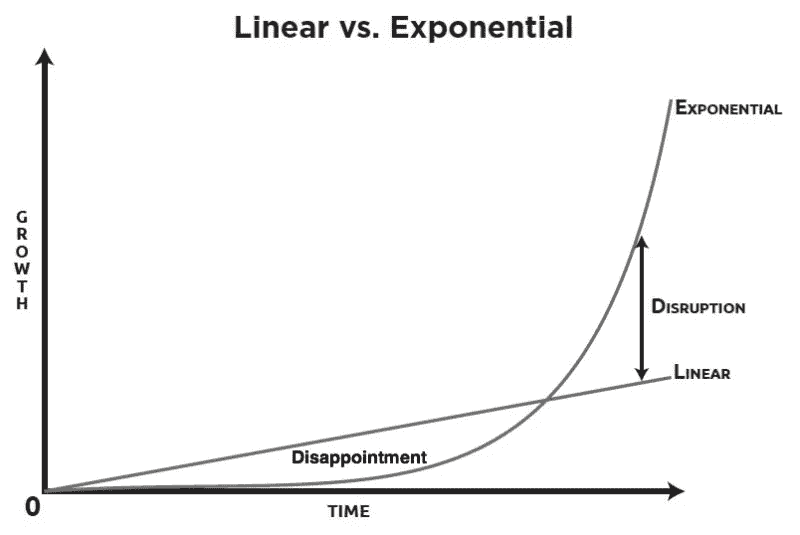 Linear vs. Exponential
EXPONENTIAL
GROWTH
DISRUPTION
LINEAR
Disappointment
0
TIME